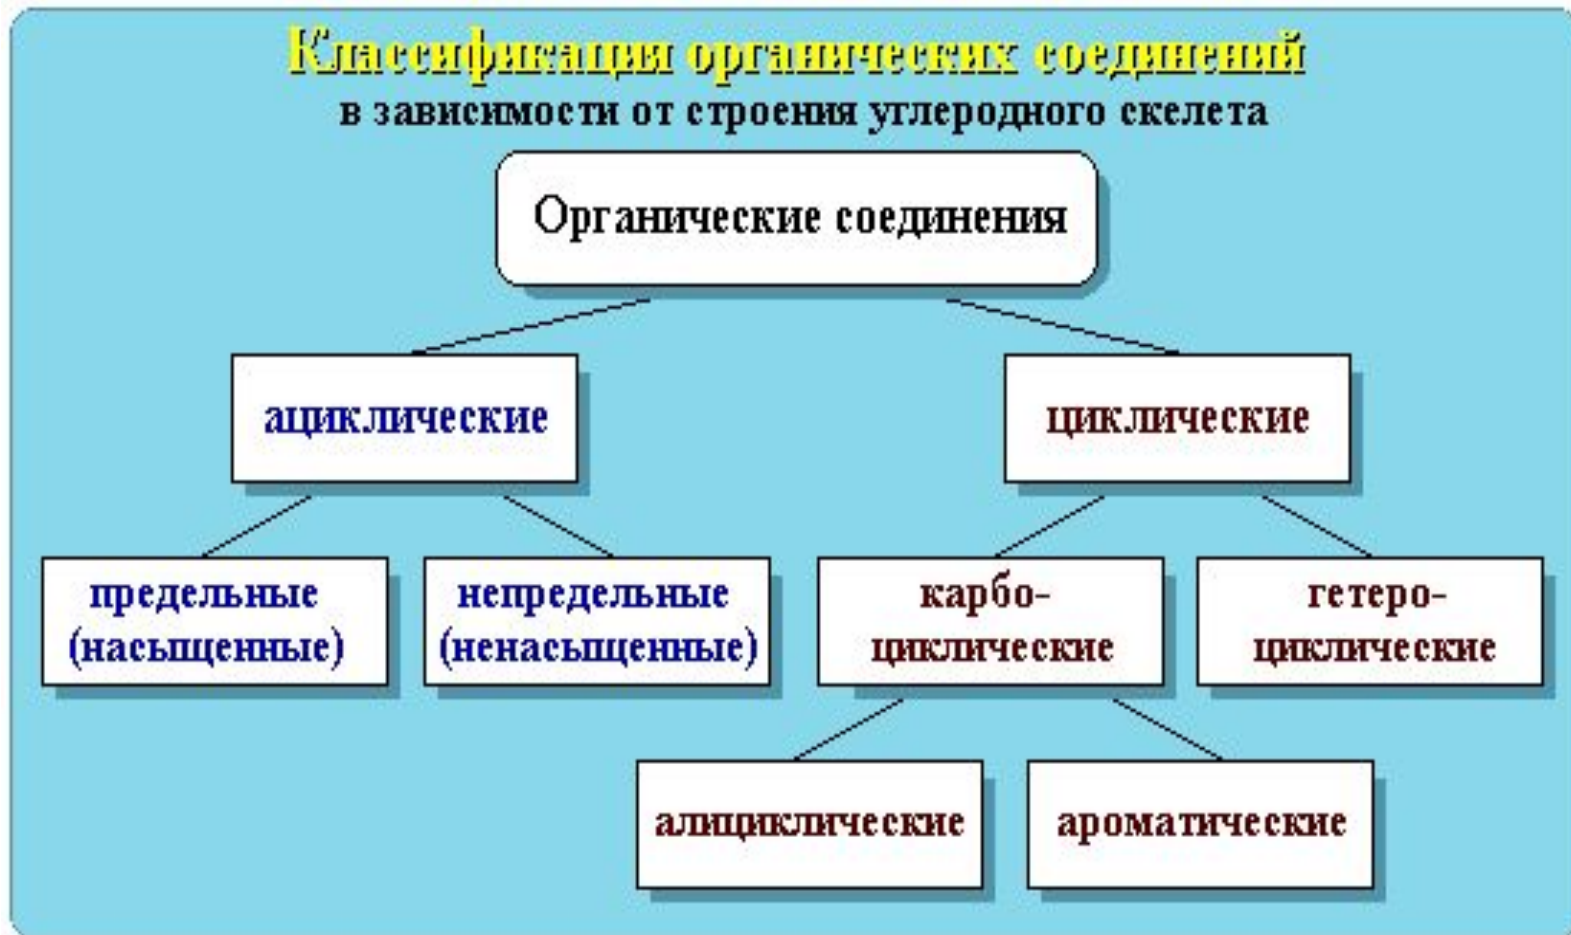 Классификация органических соединений
в зависимости от строения углеродного скелета
Органические соединения
ациклические
циклические
предельные
(насыщенные)
непредельные
(ненасыщенные)
карбо-
циклические
гетеро-
циклические
алициклические
ароматические